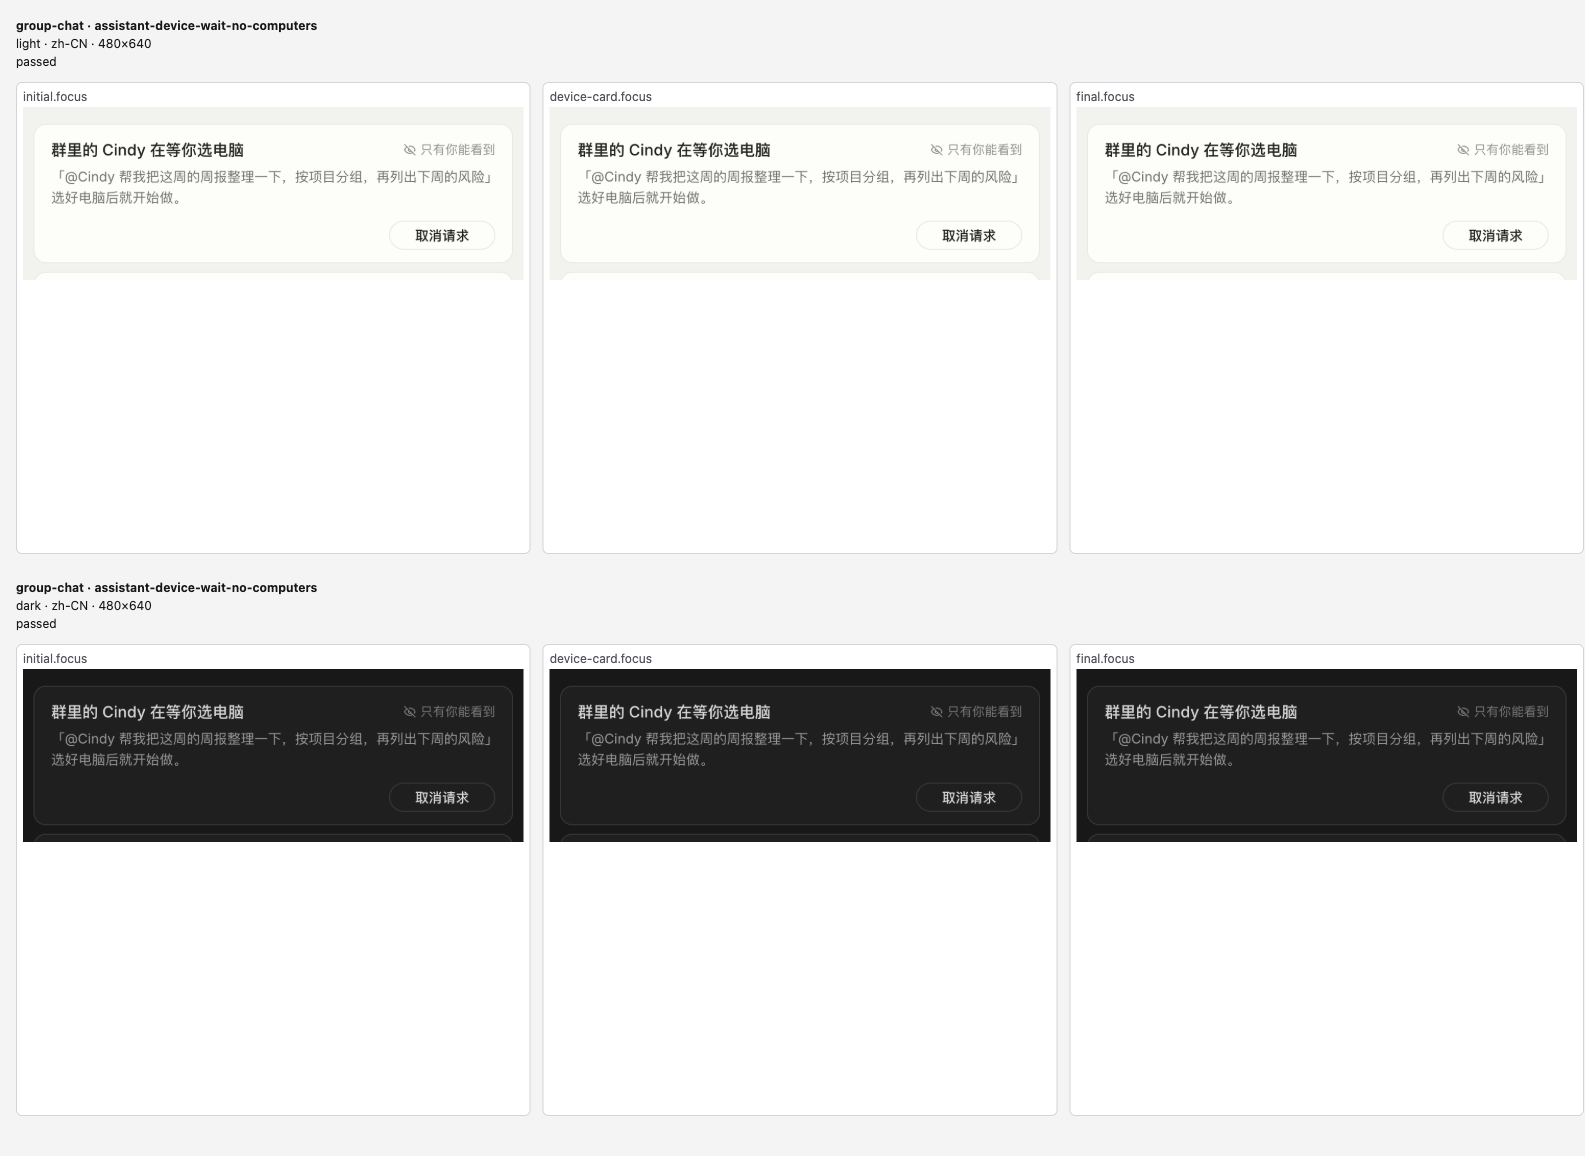 group-chat · assistant-device-wait-no-computers
light · zh-CN · 480×640
passed
initial.focus
群里的 Cindy 在等你选电脑
只有你能看到
「@Cindy 帮我把这周的周报整理一下，按项目分组，再列出下周的风险」
选好电脑后就开始做。
取消请求
device-card.focus
群里的 Cindy 在等你选电脑
只有你能看到
「@Cindy 帮我把这周的周报整理一下，按项目分组，再列出下周的风险」
选好电脑后就开始做。
取消请求
final.focus
群里的 Cindy 在等你选电脑
只有你能看到
「@Cindy 帮我把这周的周报整理一下，按项目分组，再列出下周的风险」
选好电脑后就开始做。
取消请求
group-chat · assistant-device-wait-no-computers
dark · zh-CN · 480×640
passed
initial.focus
群里的 Cindy 在等你选电脑
只有你能看到
「@Cindy 帮我把这周的周报整理一下，按项目分组，再列出下周的风险」
选好电脑后就开始做。
取消请求
device-card.focus
群里的 Cindy 在等你选电脑
只有你能看到
「@Cindy 帮我把这周的周报整理一下，按项目分组，再列出下周的风险」
选好电脑后就开始做。
取消请求
final.focus
群里的 Cindy 在等你选电脑
只有你能看到
「@Cindy 帮我把这周的周报整理一下，按项目分组，再列出下周的风险」
选好电脑后就开始做。
取消请求